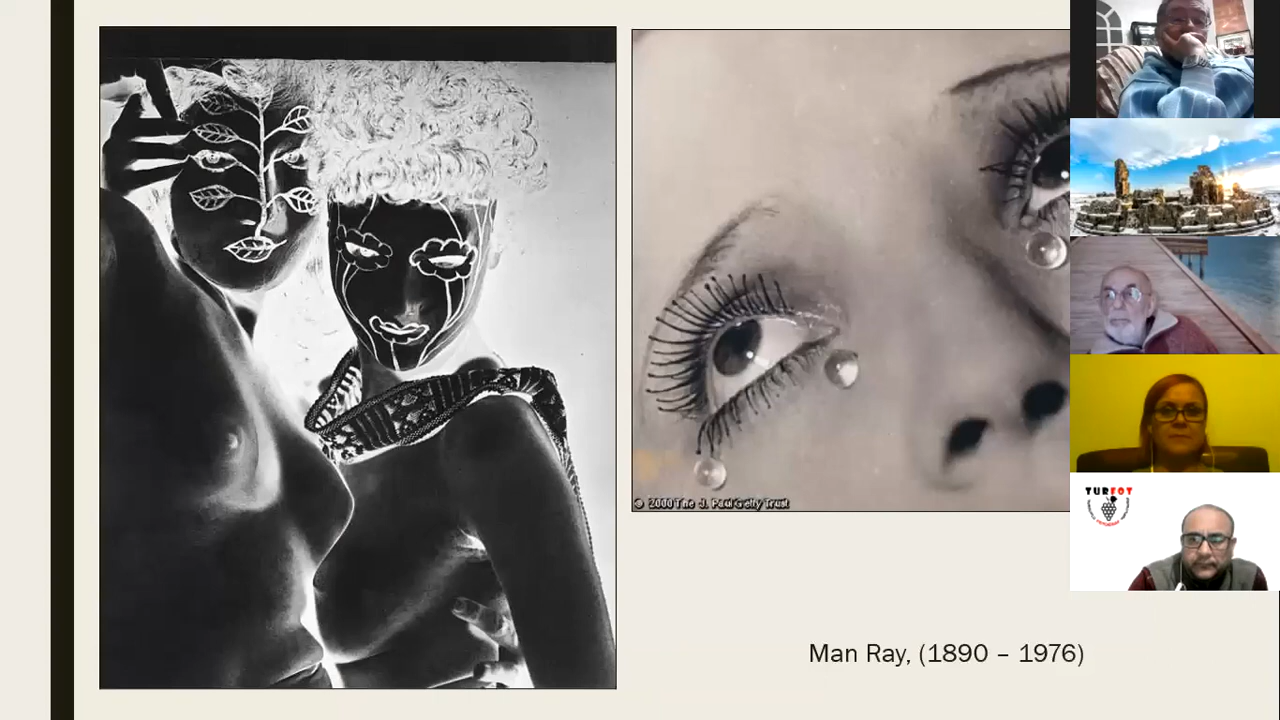 © 2000 The J. Paul Getty Trust
Man Ray, (1890 – 1976)
TURFOT